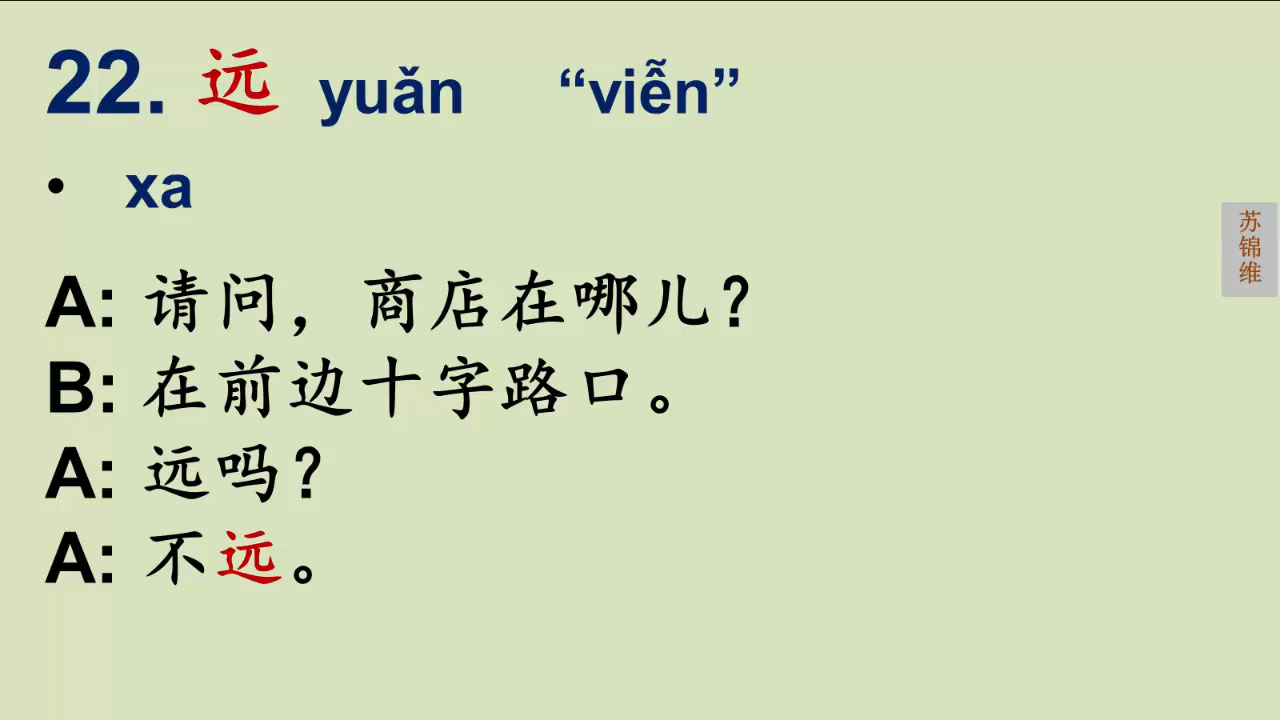 22. 远 yuǎn “viễn”
• xa
A: 请问，商店在哪儿？
B: 在前边十字路口。
A: 远吗？
A: 不远。
苏
锦
维